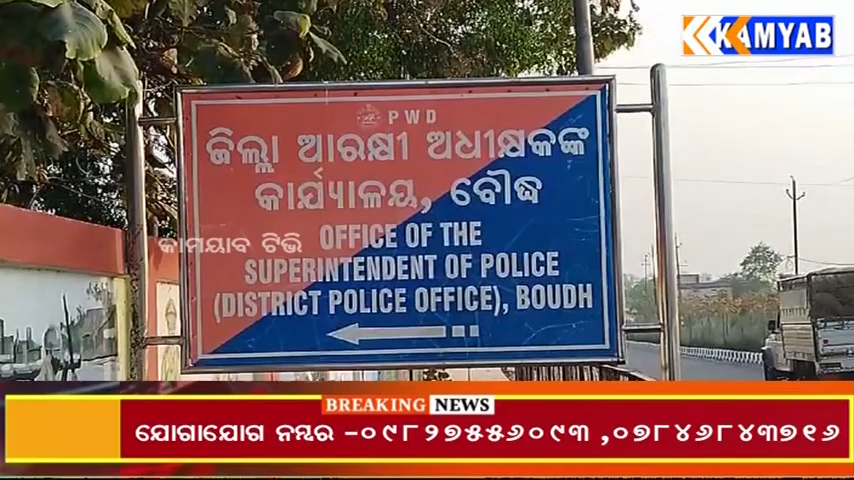 KAMYAB
PWD
ଜିଲ୍ଲା ଆରକ୍ଷୀ ଅଧୀକ୍ଷକଙ୍କ
କାର୍ଯ୍ୟାଳୟ, ବୌଦ୍ଧ
କାମୟାବ ଟିଭି
OFFICE OF THE
SUPERINTENDENT OF POLICE
(DISTRICT POLICE OFFICE), BOUDH
BREAKING NEWS
ଯୋଗାଯୋଗ ନମ୍ବର -୦୯୮୨୭୫୫୬୦୯୩ ,୦୭୮୪୬୮୪୩୭୧୬